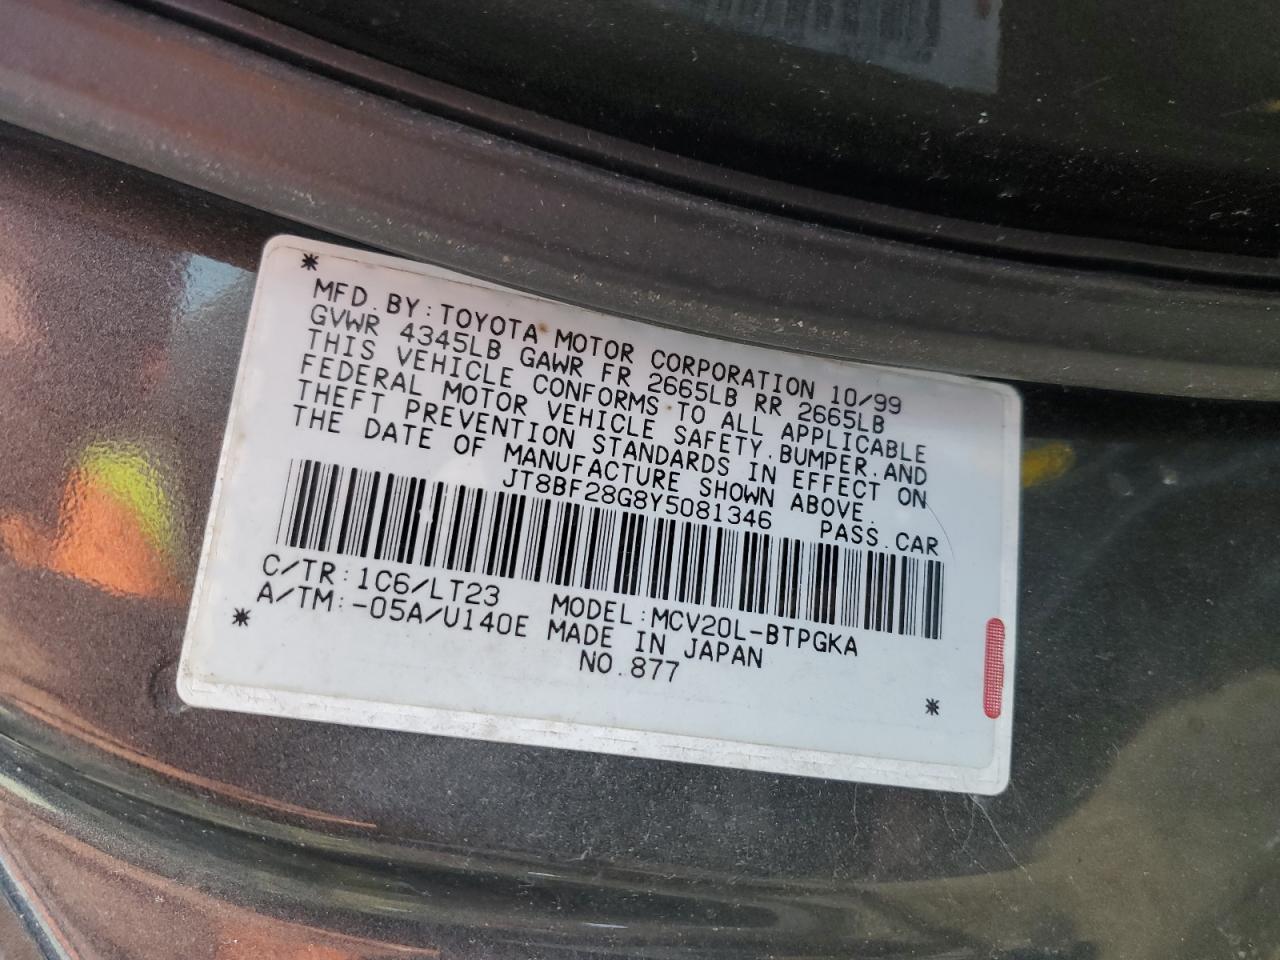 MFD. BY: TOYOTA MOTOR CORPORATION 10/99
GVWR 4345LB GAWR FR 2665LB RR 2665LB
THIS VEHICLE CONFORMS TO ALL APPLICABLE
FEDERAL MOTOR VEHICLE SAFETY, BUMPER, AND
THEFT PREVENTION STANDARDS IN EFFECT ON
THE DATE OF MANUFACTURE SHOWN ABOVE.
JT8BF28G8Y5081346 PASS. CAR
C/TR: 1C6/LT23 MODEL: MCV20L-BTPGKA
A/TM: -05A/U140E MADE IN JAPAN
NO. 877